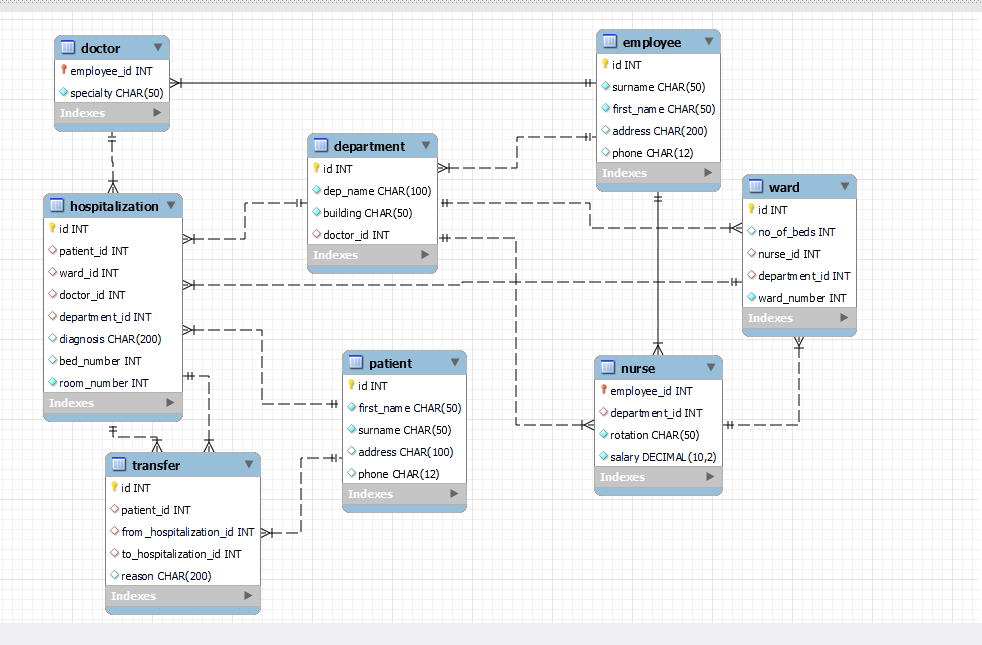 doctor
employee_id INT
specialty CHAR(50)
Indexes
employee
id INT
surname CHAR(50)
first_name CHAR(50)
address CHAR(200)
phone CHAR(12)
Indexes
department
id INT
dep_name CHAR(100)
building CHAR(50)
doctor_id INT
Indexes
ward
id INT
no_of_beds INT
nurse_id INT
department_id INT
ward_number INT
Indexes
hospitalization
id INT
patient_id INT
ward_id INT
doctor_id INT
department_id INT
diagnosis CHAR(200)
bed_number INT
room_number INT
Indexes
patient
id INT
first_name CHAR(50)
surname CHAR(50)
address CHAR(100)
phone CHAR(12)
Indexes
nurse
employee_id INT
department_id INT
rotation CHAR(50)
salary DECIMAL(10,2)
Indexes
transfer
id INT
patient_id INT
from _hospitalization_id INT
to_hospitalization_id INT
reason CHAR(200)
Indexes